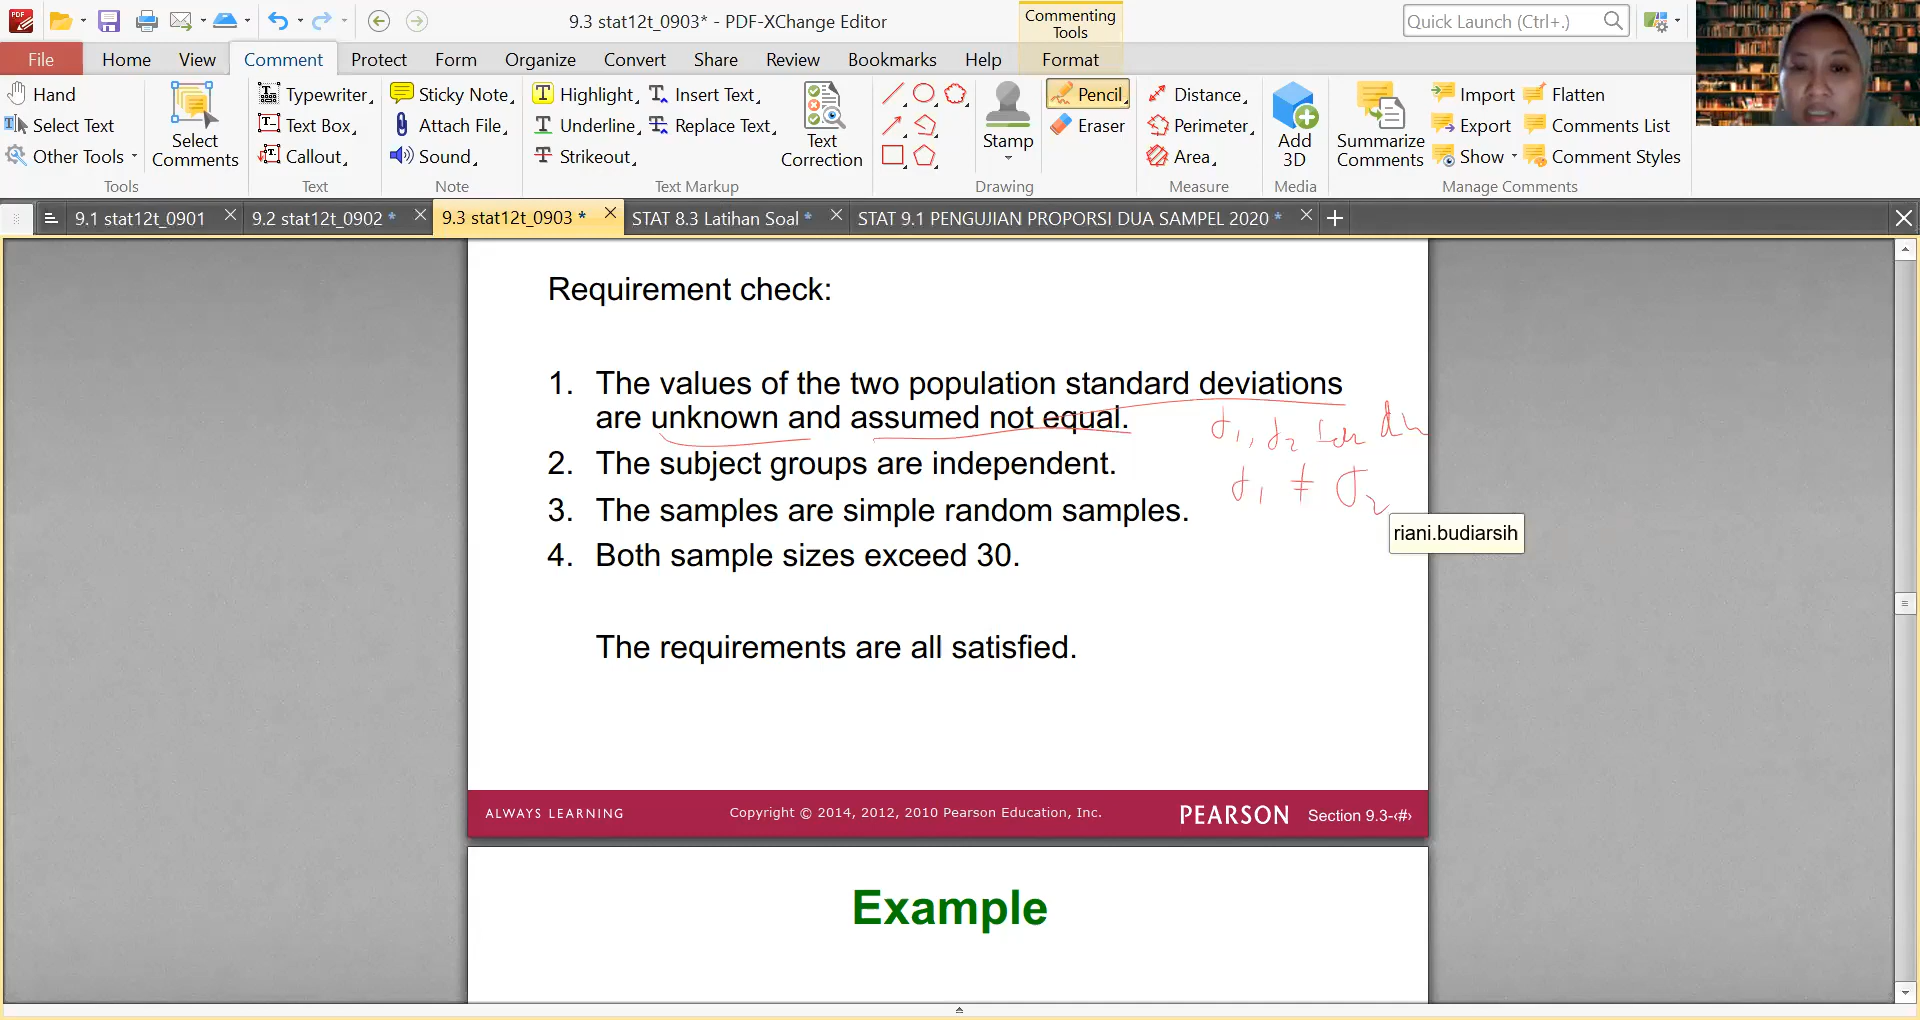 9.3 stat12t_0903* - PDF-XChange Editor
Commenting Tools
Quick Launch (Ctrl+.)
File Home View Comment Protect Form Organize Convert Share Review Bookmarks Help Format
Hand
Select Text
Other Tools
Select Comments
Tools
Typewriter
Text Box
Callout
Text
Sticky Note
Attach File
Sound
Note
Highlight
Underline
Strikeout
Insert Text
Replace Text
Text Correction
Text Markup
Stamp
Drawing
Pencil
Eraser
Distance
Perimeter
Area
Measure
Add 3D
Media
Summarize Comments
Import
Export
Show
Flatten
Comments List
Comment Styles
Manage Comments
9.1 stat12t_0901
9.2 stat12t_0902 *
9.3 stat12t_0903 *
STAT 8.3 Latihan Soal *
STAT 9.1 PENGUJIAN PROPORSI DUA SAMPEL 2020 *
Requirement check:
1. The values of the two population standard deviations
are unknown and assumed not equal.
2. The subject groups are independent.
3. The samples are simple random samples.
4. Both sample sizes exceed 30.
σ1, σ2
σ1 ≠ σ2
riani.budiarsih
The requirements are all satisfied.
ALWAYS LEARNING
Copyright © 2014, 2012, 2010 Pearson Education, Inc.
PEARSON
Section 9.3-‹#›
Example